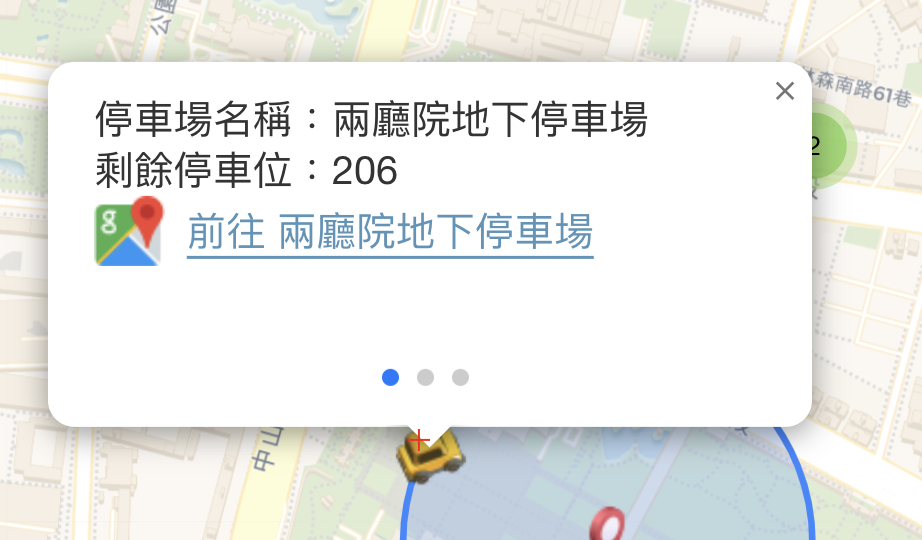 公園
林森南路61巷
停車場名稱：兩廳院地下停車場
剩餘停車位：206
2
g
前往 兩廳院地下停車場
中山